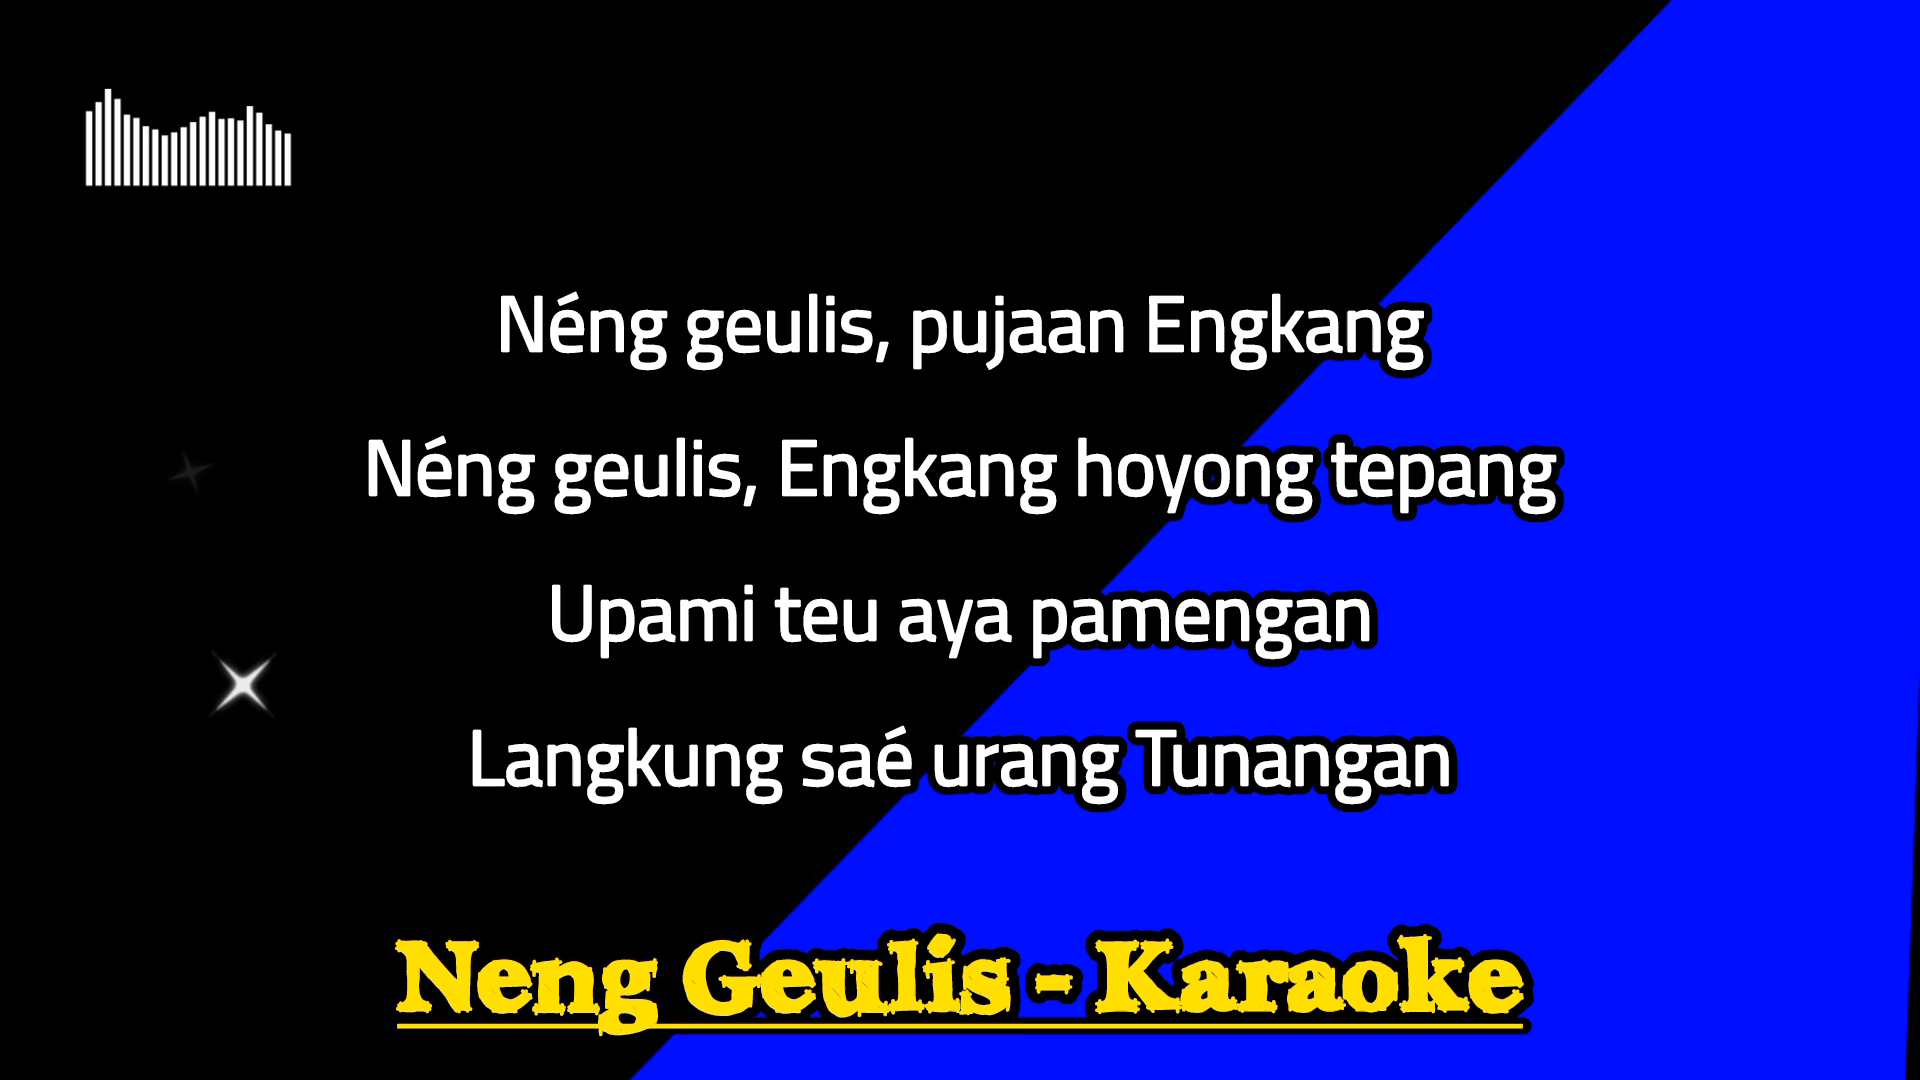 Néng geulis, pujaan Engkang
Néng geulis, Engkang hoyong tepang
Upami teu aya pamengan
Langkung saé urang Tunangan
Neng Geulis - Karaoke